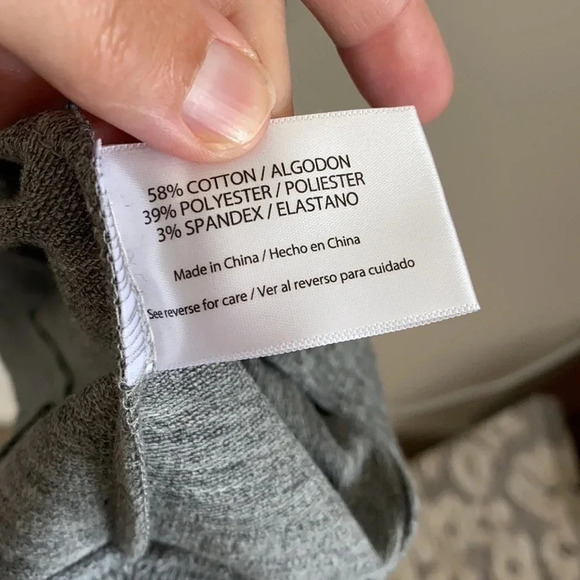 58% COTTON / ALGODON
39% POLYESTER / POLIESTER
3% SPANDEX / ELASTANO
Made in China / Hecho en China
See reverse for care / Ver al reverso para cuidado